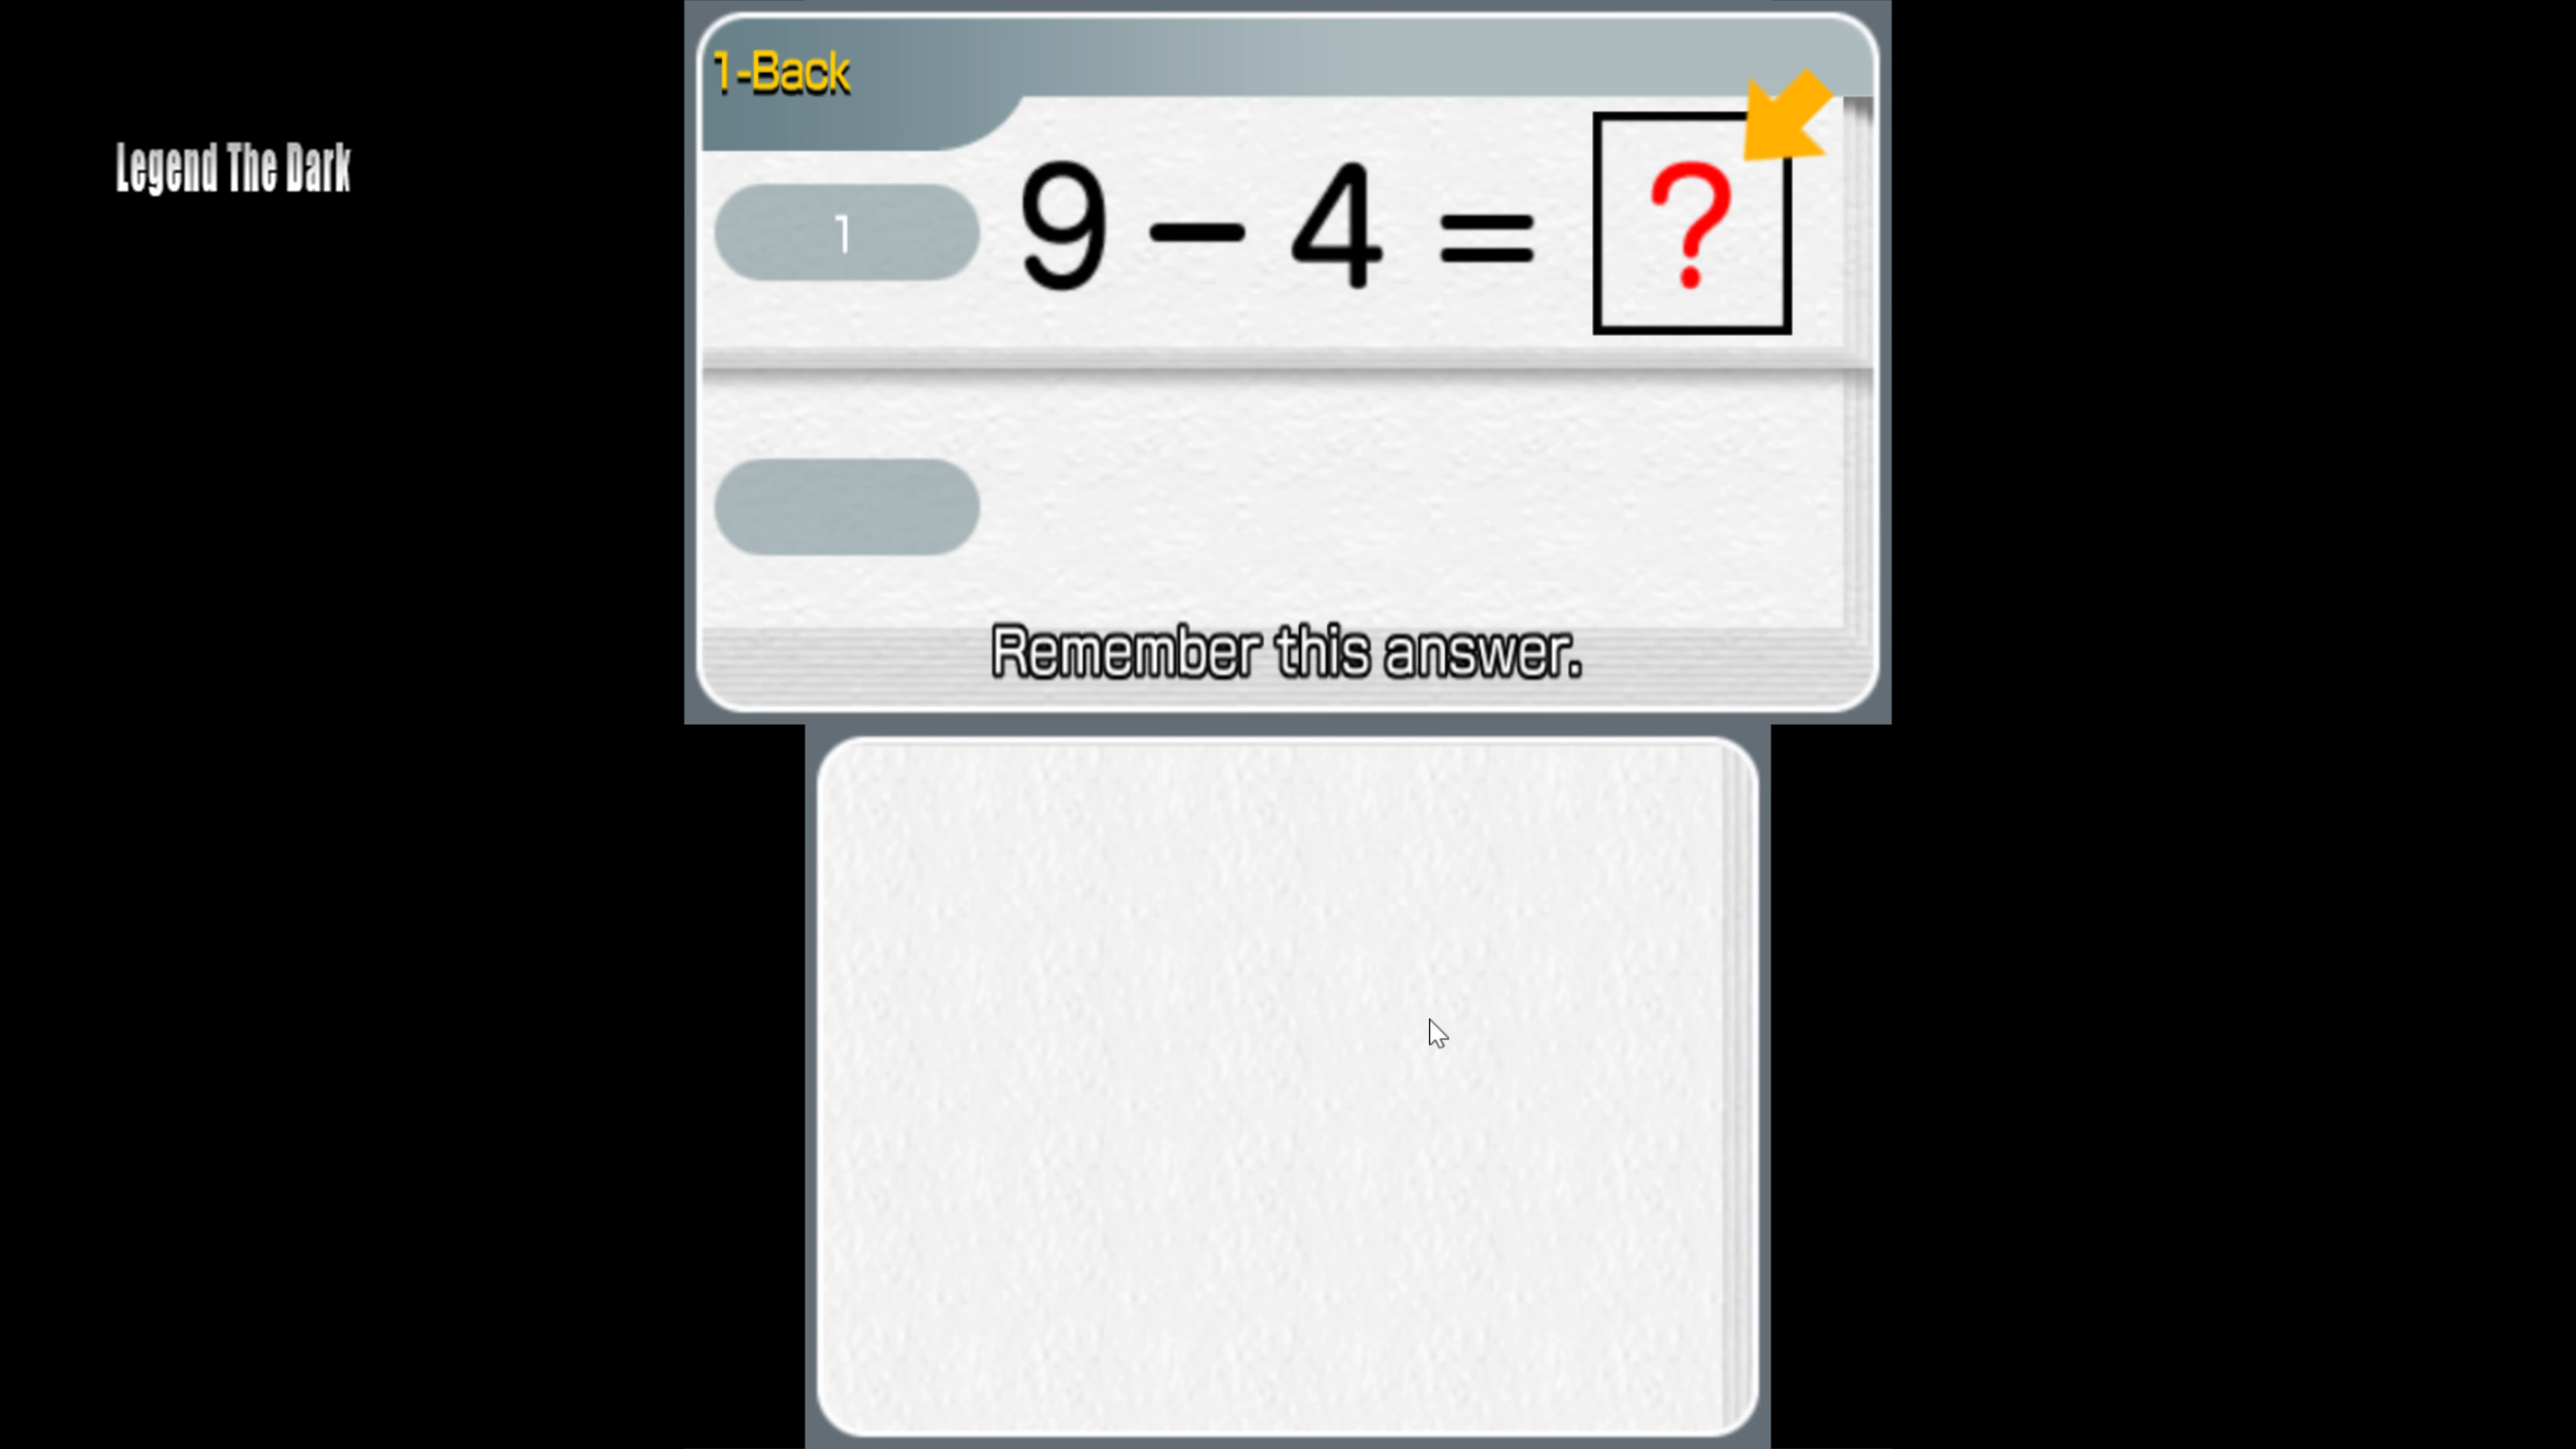 1-Back
Legend The Dark
1
9 − 4 = ?
Remember this answer.